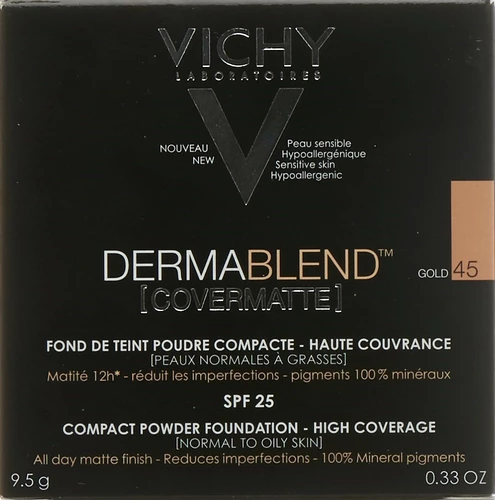 VICHY
LABORATOIRES
NOUVEAU
NEW
Peau sensible
Hypoallergénique
Sensitive skin
Hypoallergenic
DERMABLEND™
[COVERMATTE]
GOLD 45
FOND DE TEINT POUDRE COMPACTE - HAUTE COUVRANCE
[PEAUX NORMALES À GRASSES]
Matité 12h* - réduit les imperfections - pigments 100% minéraux
SPF 25
COMPACT POWDER FOUNDATION - HIGH COVERAGE
[NORMAL TO OILY SKIN]
All day matte finish - Reduces imperfections - 100% Mineral pigments
9.5 g 0.33 OZ